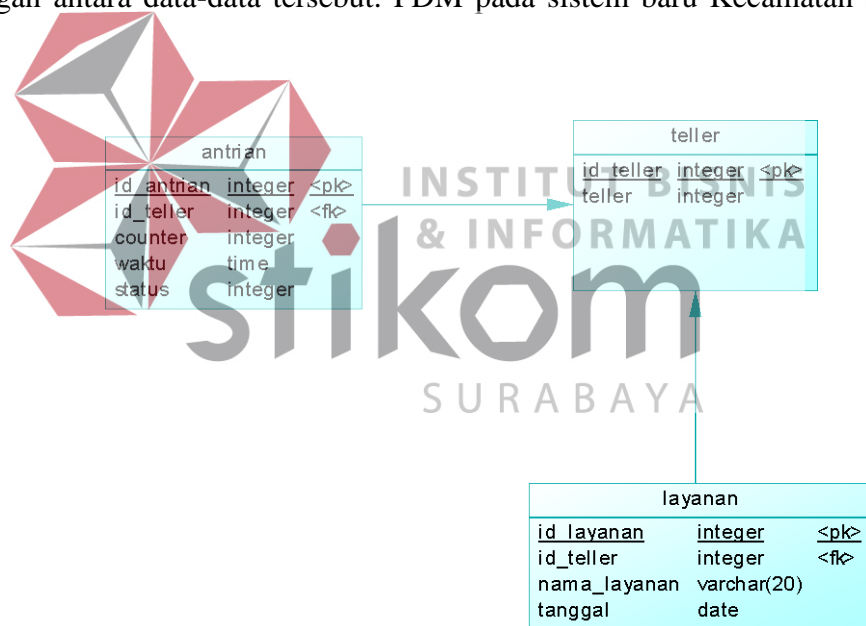 antara data-data tersebut. PDM pada sistem baru Kecamatan
antrian
id_antrian integer <pk>
id_teller integer <fk>
counter integer
waktu time
status integer
teller
id_teller integer <pk>
teller integer
INSTITUT BISNIS
& INFORMATIKA
stikom
SURABAYA
layanan
id_layanan integer <pk>
id_teller integer <fk>
nama_layanan varchar(20)
tanggal date